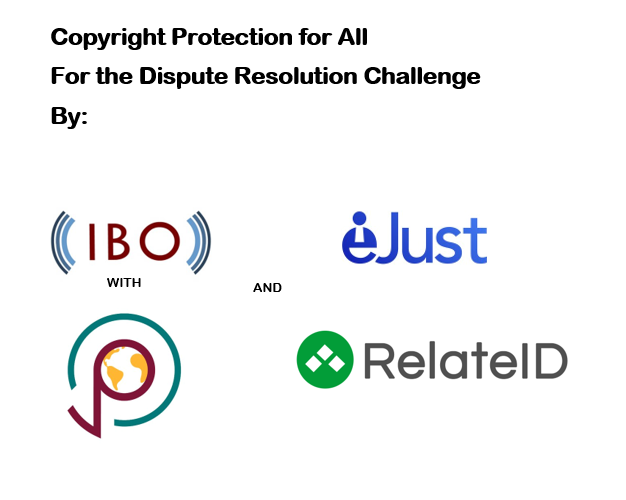 Copyright Protection for All
For the Dispute Resolution Challenge
By:
IBO
eJust
WITH
AND
P
RelateID